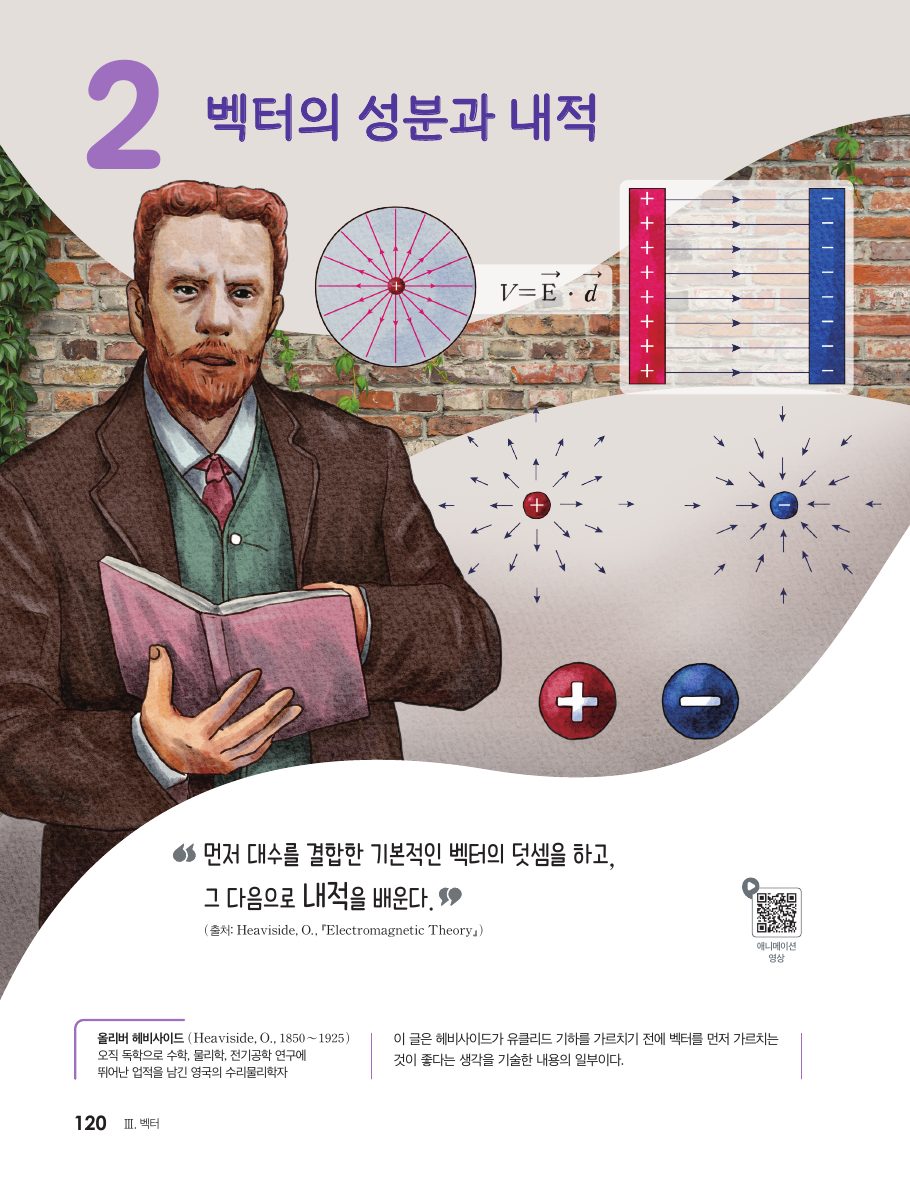 2
벡터의 성분과 내적
V=E · d
+ + + + + + + +
− − − − − − − −
+
+
−
+
−
“ 먼저 대수를 결합한 기본적인 벡터의 덧셈을 하고,
그 다음으로 내적을 배운다. ”
(출처: Heaviside, O., 『Electromagnetic Theory』)
애니메이션
영상
올리버 헤비사이드 (Heaviside, O., 1850～1925)
오직 독학으로 수학, 물리학, 전기공학 연구에
뛰어난 업적을 남긴 영국의 수리물리학자
이 글은 헤비사이드가 유클리드 기하를 가르치기 전에 벡터를 먼저 가르치는
것이 좋다는 생각을 기술한 내용의 일부이다.
120 Ⅲ. 벡터